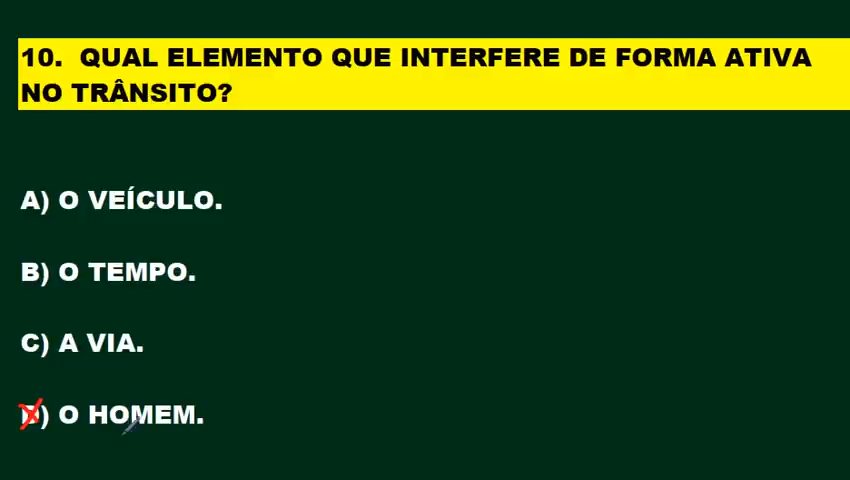 10. QUAL ELEMENTO QUE INTERFERE DE FORMA ATIVA
NO TRÂNSITO?
A) O VEÍCULO.
B) O TEMPO.
C) A VIA.
D) O HOMEM.